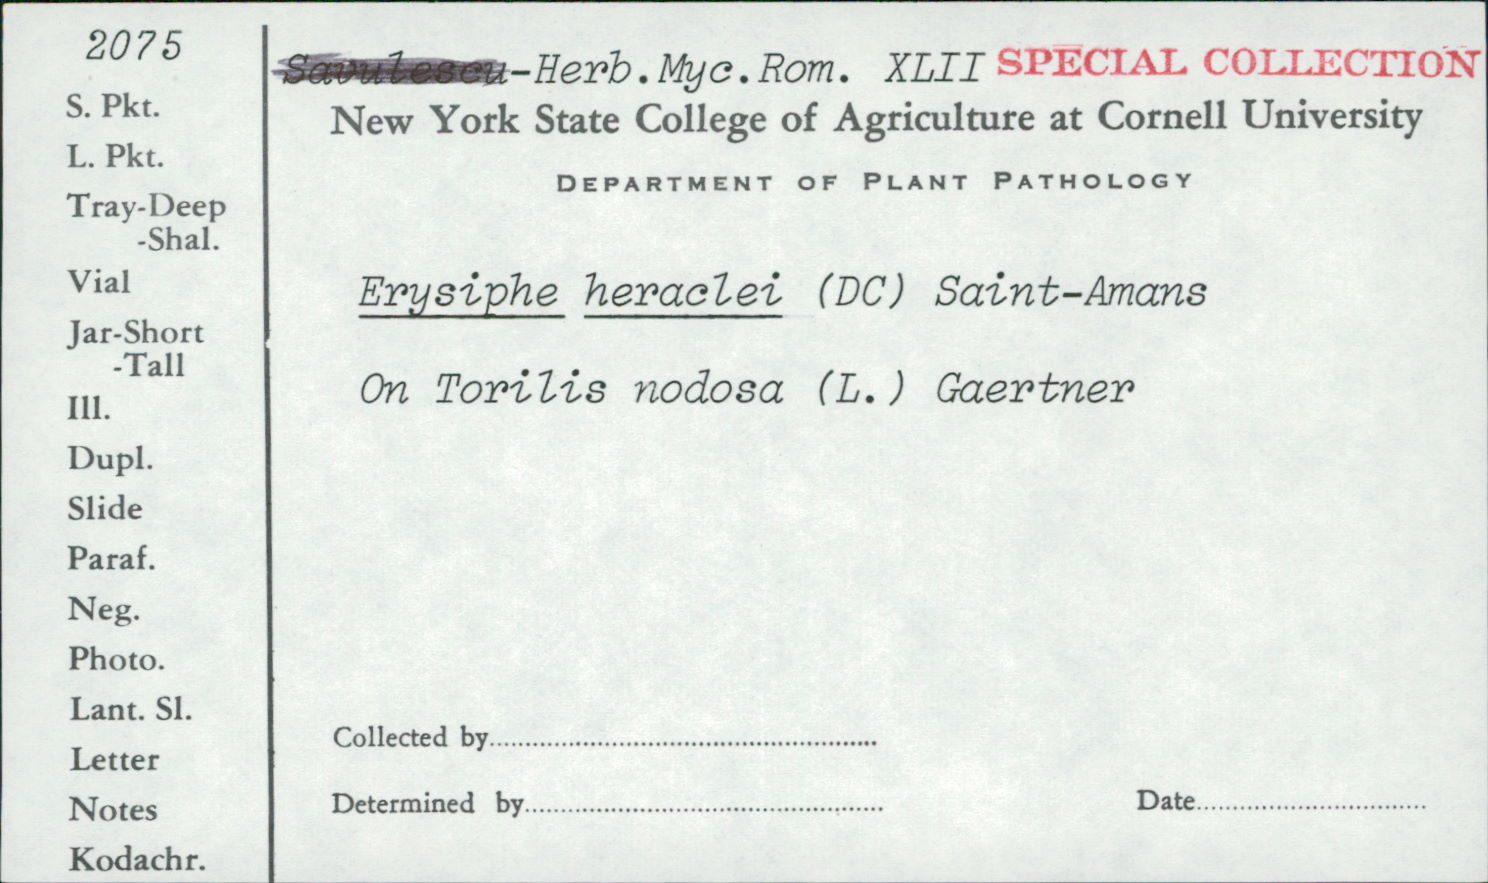 2075
S. Pkt.
L. Pkt.
Tray-Deep
-Shal.
Vial
Jar-Short
-Tall
Ill.
Dupl.
Slide
Paraf.
Neg.
Photo.
Lant. Sl.
Letter
Notes
Kodachr.
Savulescu-Herb.Myc.Rom. XLII SPECIAL COLLECTION
New York State College of Agriculture at Cornell University
DEPARTMENT OF PLANT PATHOLOGY
Erysiphe heraclei (DC) Saint-Amans
On Torilis nodosa (L.) Gaertner
Collected by
Determined by Date